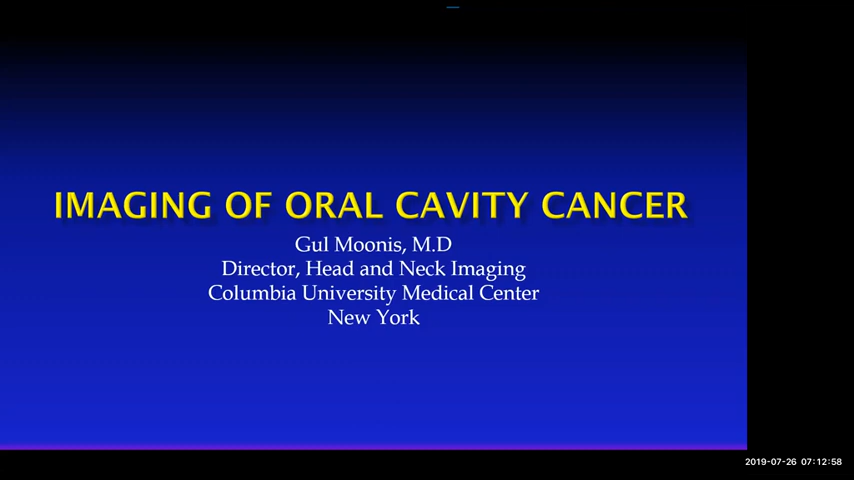 IMAGING OF ORAL CAVITY CANCER
Gul Moonis, M.D
Director, Head and Neck Imaging
Columbia University Medical Center
New York
2019-07-26 07:12:58